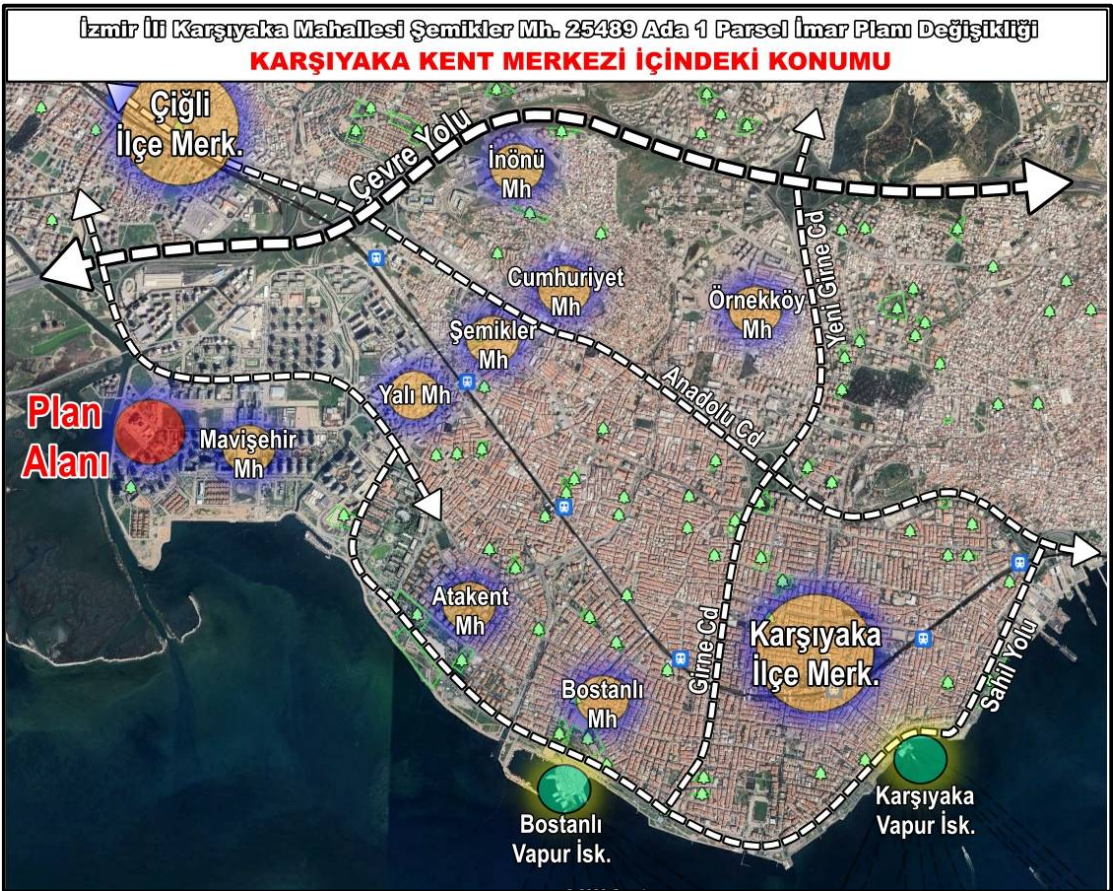 İzmir İli Karşıyaka Mahallesi Şemikler Mh. 25489 Ada 1 Parsel İmar Planı Değişikliği
KARŞIYAKA KENT MERKEZİ İÇİNDEKİ KONUMU
Çiğli
İlçe Merk.
Çevre Yolu
İnönü
Mh
Cumhuriyet
Mh
Örnekköy
Mh
Yeni Girne Cd
Şemikler
Mh
Anadolu Cd
Yalı Mh
Plan
Alanı
Mavişehir
Mh
Atakent
Mh
Karşıyaka
İlçe Merk.
Girne Cd
Sahil Yolu
Bostanlı
Mh
Bostanlı
Vapur İsk.
Karşıyaka
Vapur İsk.